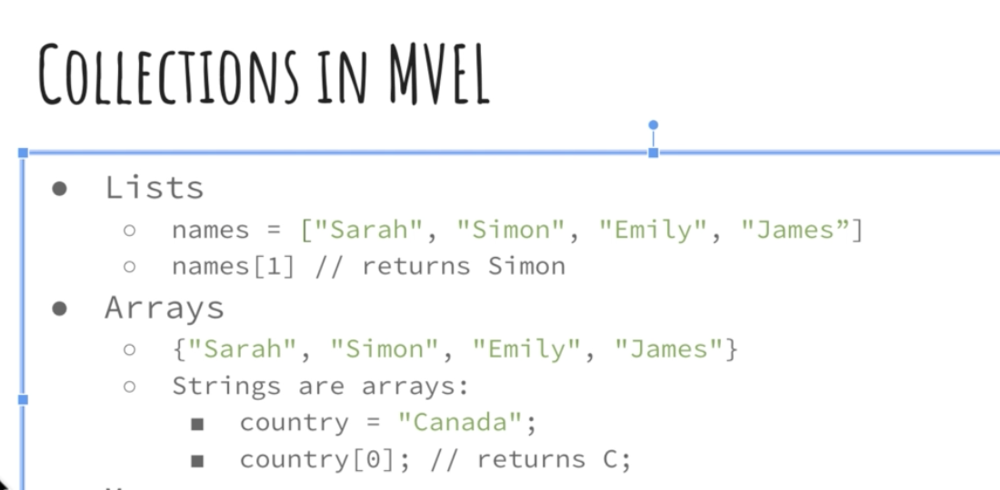 COLLECTIONS IN MVEL
● Lists
○ names = ["Sarah", "Simon", "Emily", "James”]
○ names[1] // returns Simon
● Arrays
○ {"Sarah", "Simon", "Emily", "James"}
○ Strings are arrays:
■ country = "Canada";
■ country[0]; // returns C;